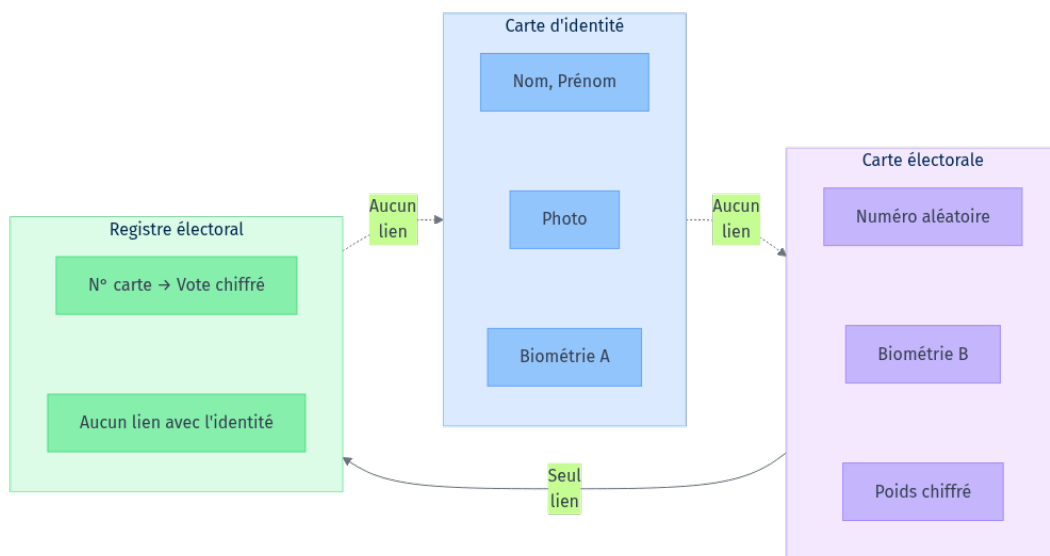 Carte d'identité
Nom, Prénom
Photo
Biométrie A
Carte électorale
Numéro aléatoire
Biométrie B
Poids chiffré
Registre électoral
N° carte → Vote chiffré
Aucun lien avec l'identité
Aucun
lien
Aucun
lien
Seul
lien